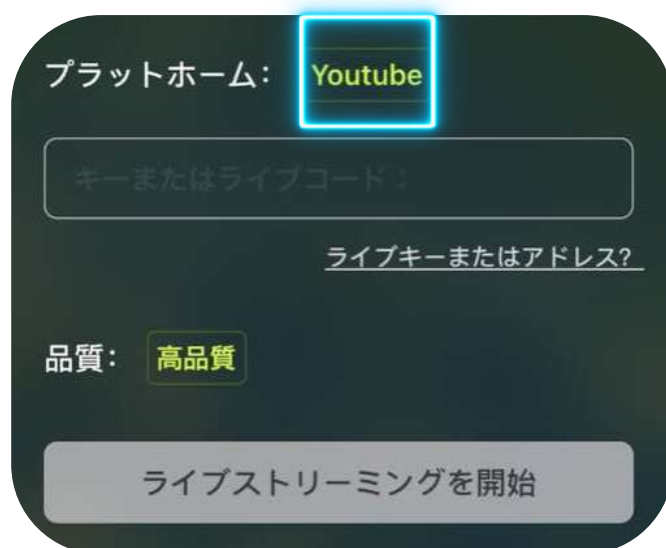 プラットホーム： Youtube
キーまたはライブコード：
ライブキーまたはアドレス?
品質： 高品質
ライブストリーミングを開始